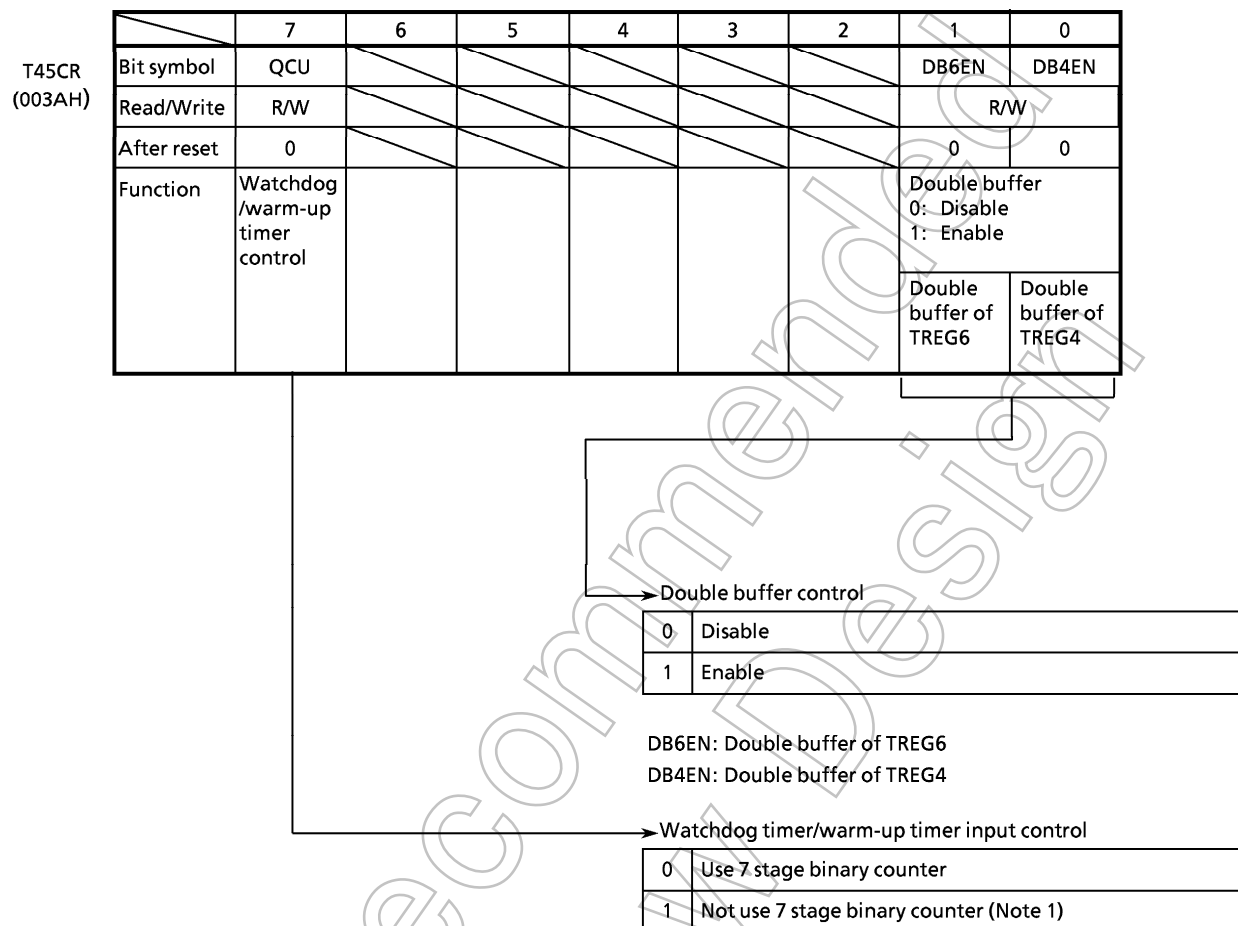 7 6 5 4 3 2 1 0
T45CR
(003AH)
Bit symbol QCU DB6EN DB4EN
Read/Write R/W R/W
After reset 0 0 0
Function
Watchdog
/warm-up
timer
control
Double buffer
0: Disable
1: Enable
Double
buffer of
TREG6
Double
buffer of
TREG4
Double buffer control
0 Disable
1 Enable
DB6EN: Double buffer of TREG6
DB4EN: Double buffer of TREG4
Watchdog timer/warm-up timer input control
0 Use 7 stage binary counter
1 Not use 7 stage binary counter (Note 1)
ecommended
w Design